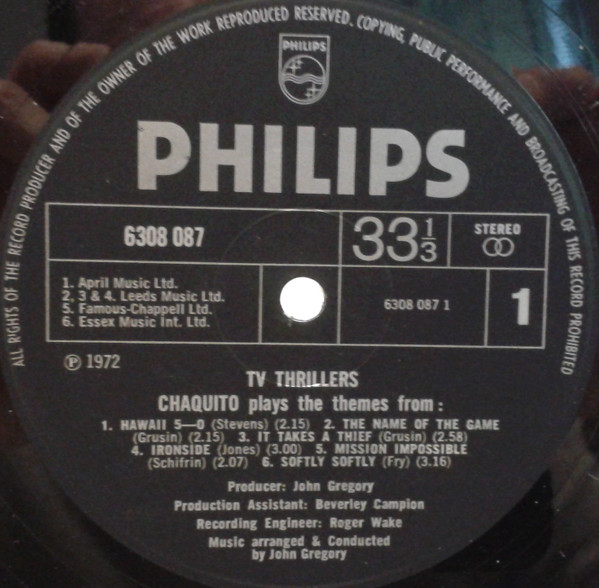 ALL RIGHTS OF THE RECORD PRODUCER AND OF THE OWNER OF THE WORK REPRODUCED RESERVED. COPYING, PUBLIC PERFORMANCE AND BROADCASTING OF THIS RECORD PROHIBITED
PHILIPS
PHILIPS
6308 087
33 1/3
STEREO
1. April Music Ltd.
2, 3 & 4. Leeds Music Ltd.
5. Famous-Chappell Ltd.
6. Essex Music Int. Ltd.
6308 087 1
1
Ⓟ 1972
TV THRILLERS
CHAQUITO plays the themes from :
1. HAWAII 5—O (Stevens) (2.15) 2. THE NAME OF THE GAME
(Grusin) (2.15) 3. IT TAKES A THIEF (Grusin) (2.58)
4. IRONSIDE (Jones) (3.00) 5. MISSION IMPOSSIBLE
(Schifrin) (2.07) 6. SOFTLY SOFTLY (Fry) (3.16)
Producer: John Gregory
Production Assistant: Beverley Campion
Recording Engineer: Roger Wake
Music arranged & Conducted
by John Gregory